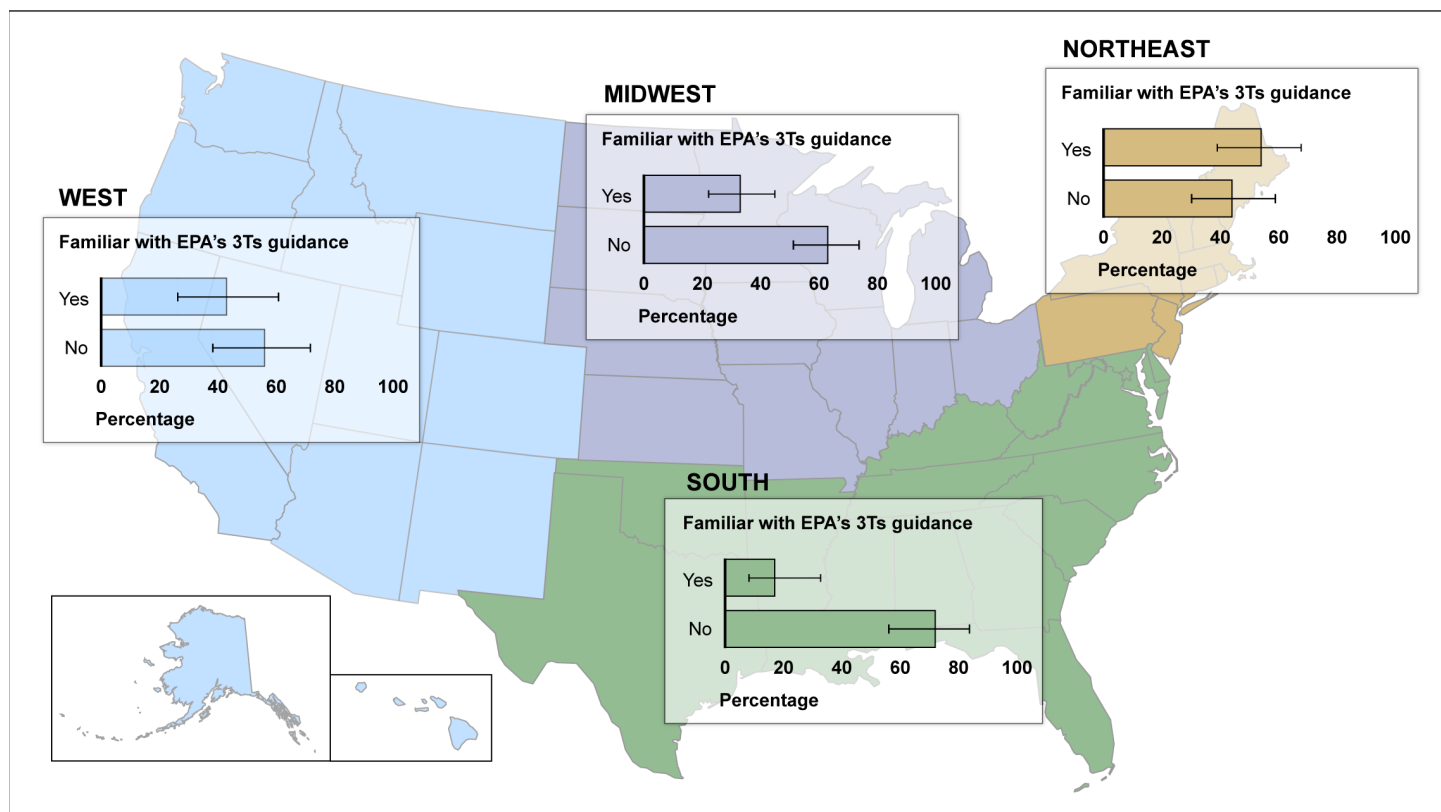 NORTHEAST
Familiar with EPA’s 3Ts guidance
Yes
No
0 20 40 60 80 100
Percentage
MIDWEST
Familiar with EPA’s 3Ts guidance
Yes
No
0 20 40 60 80 100
Percentage
WEST
Familiar with EPA’s 3Ts guidance
Yes
No
0 20 40 60 80 100
Percentage
SOUTH
Familiar with EPA’s 3Ts guidance
Yes
No
0 20 40 60 80 100
Percentage